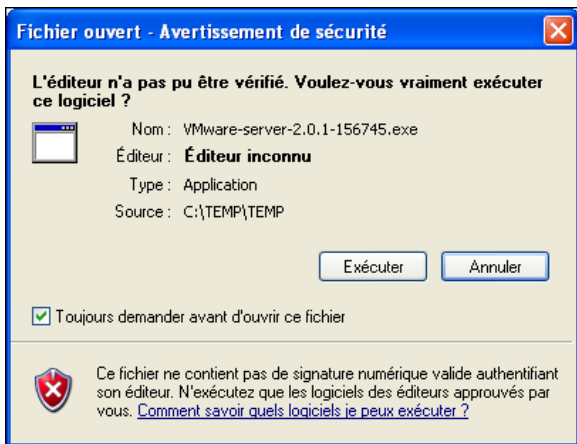 Fichier ouvert - Avertissement de sécurité
L'éditeur n'a pas pu être vérifié. Voulez-vous vraiment exécuter
ce logiciel ?
Nom : VMware-server-2.0.1-156745.exe
Éditeur : Éditeur inconnu
Type : Application
Source : C:\TEMP\TEMP
Exécuter Annuler
Toujours demander avant d'ouvrir ce fichier
Ce fichier ne contient pas de signature numérique valide authentifiant
son éditeur. N'exécutez que les logiciels des éditeurs approuvés par
vous. Comment savoir quels logiciels je peux exécuter ?